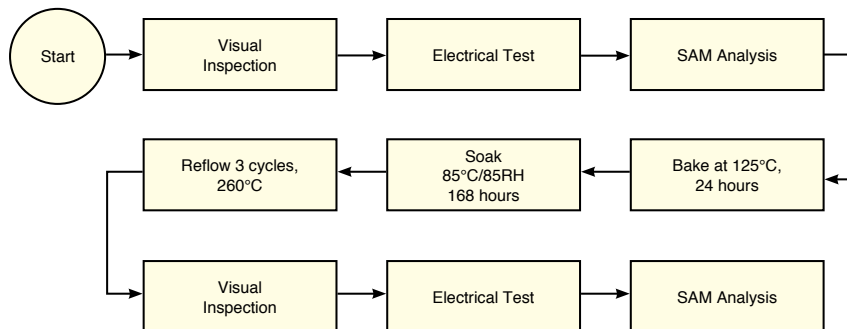 Start
Visual
Inspection
Electrical Test
SAM Analysis
Bake at 125°C,
24 hours
Soak
85°C/85RH
168 hours
Reflow 3 cycles,
260°C
Visual
Inspection
Electrical Test
SAM Analysis